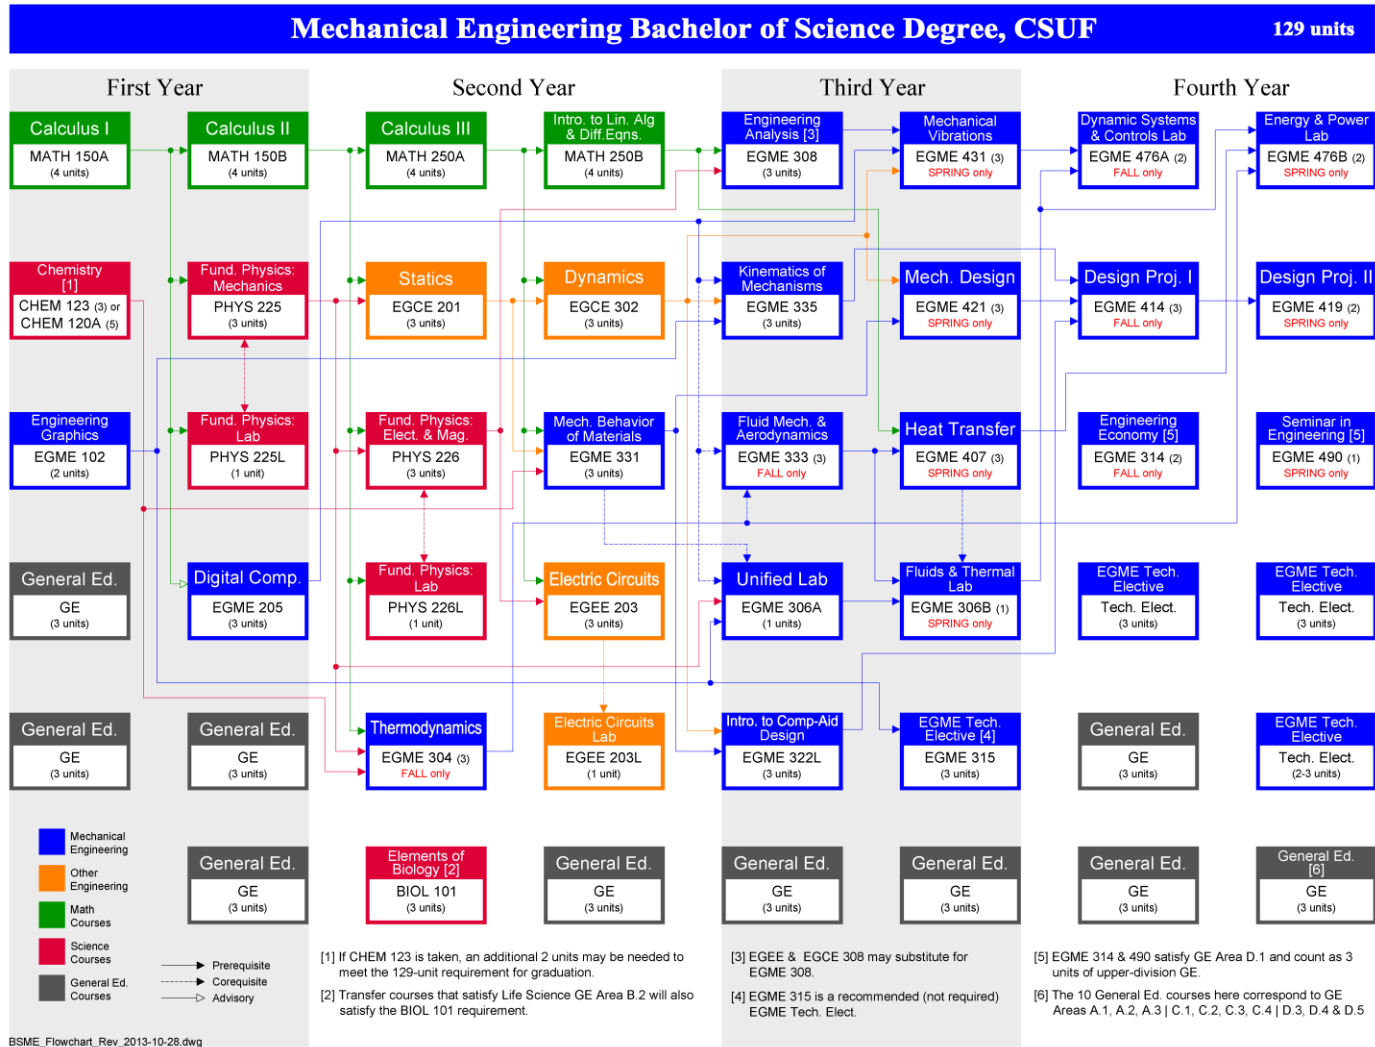 Mechanical Engineering Bachelor of Science Degree, CSUF
129 units
First Year
Second Year
Third Year
Fourth Year
Calculus I
MATH 150A
(4 units)
Calculus II
MATH 150B
(4 units)
Calculus III
MATH 250A
(4 units)
Intro. to Lin. Alg
& Diff.Eqns.
MATH 250B
(4 units)
Engineering
Analysis [3]
EGME 308
(3 units)
Mechanical
Vibrations
EGME 431 (3)
SPRING only
Dynamic Systems
& Controls Lab
EGME 476A (2)
FALL only
Energy & Power
Lab
EGME 476B (2)
SPRING only
Chemistry
[1]
CHEM 123 (3) or
CHEM 120A (5)
Fund. Physics:
Mechanics
PHYS 225
(3 units)
Statics
EGCE 201
(3 units)
Dynamics
EGCE 302
(3 units)
Kinematics of
Mechanisms
EGME 335
(3 units)
Mech. Design
EGME 421 (3)
SPRING only
Design Proj. I
EGME 414 (3)
FALL only
Design Proj. II
EGME 419 (2)
SPRING only
Engineering
Graphics
EGME 102
(2 units)
Fund. Physics:
Lab
PHYS 225L
(1 unit)
Fund. Physics:
Elect. & Mag.
PHYS 226
(3 units)
Mech. Behavior
of Materials
EGME 331
(3 units)
Fluid Mech. &
Aerodynamics
EGME 333 (3)
FALL only
Heat Transfer
EGME 407 (3)
SPRING only
Engineering
Economy [5]
EGME 314 (2)
FALL only
Seminar in
Engineering [5]
EGME 490 (1)
SPRING only
General Ed.
GE
(3 units)
Digital Comp.
EGME 205
(3 units)
Fund. Physics:
Lab
PHYS 226L
(1 unit)
Electric Circuits
EGEE 203
(3 units)
Unified Lab
EGME 306A
(1 units)
Fluids & Thermal
Lab
EGME 306B (1)
SPRING only
EGME Tech.
Elective
Tech. Elect.
(3 units)
EGME Tech.
Elective
Tech. Elect.
(3 units)
General Ed.
GE
(3 units)
General Ed.
GE
(3 units)
Thermodynamics
EGME 304 (3)
FALL only
Electric Circuits
Lab
EGEE 203L
(1 unit)
Intro. to Comp-Aid
Design
EGME 322L
(3 units)
EGME Tech.
Elective [4]
EGME 315
(3 units)
General Ed.
GE
(3 units)
EGME Tech.
Elective
Tech. Elect.
(2-3 units)
General Ed.
GE
(3 units)
Elements of
Biology [2]
BIOL 101
(3 units)
General Ed.
GE
(3 units)
General Ed.
GE
(3 units)
General Ed.
GE
(3 units)
General Ed.
GE
(3 units)
General Ed.
[6]
GE
(3 units)
Mechanical
Engineering
Other
Engineering
Math
Courses
Science
Courses
General Ed.
Courses
Prerequisite
Corequisite
Advisory
[1] If CHEM 123 is taken, an additional 2 units may be needed to
meet the 129-unit requirement for graduation.
[2] Transfer courses that satisfy Life Science GE Area B.2 will also
satisfy the BIOL 101 requirement.
[3] EGEE & EGCE 308 may substitute for
EGME 308.
[4] EGME 315 is a recommended (not required)
EGME Tech. Elect.
[5] EGME 314 & 490 satisfy GE Area D.1 and count as 3
units of upper-division GE.
[6] The 10 General Ed. courses here correspond to GE
Areas A.1, A.2, A.3 | C.1, C.2, C.3, C.4 | D.3, D.4 & D.5
BSME_Flowchart_Rev_2013-10-28.dwg